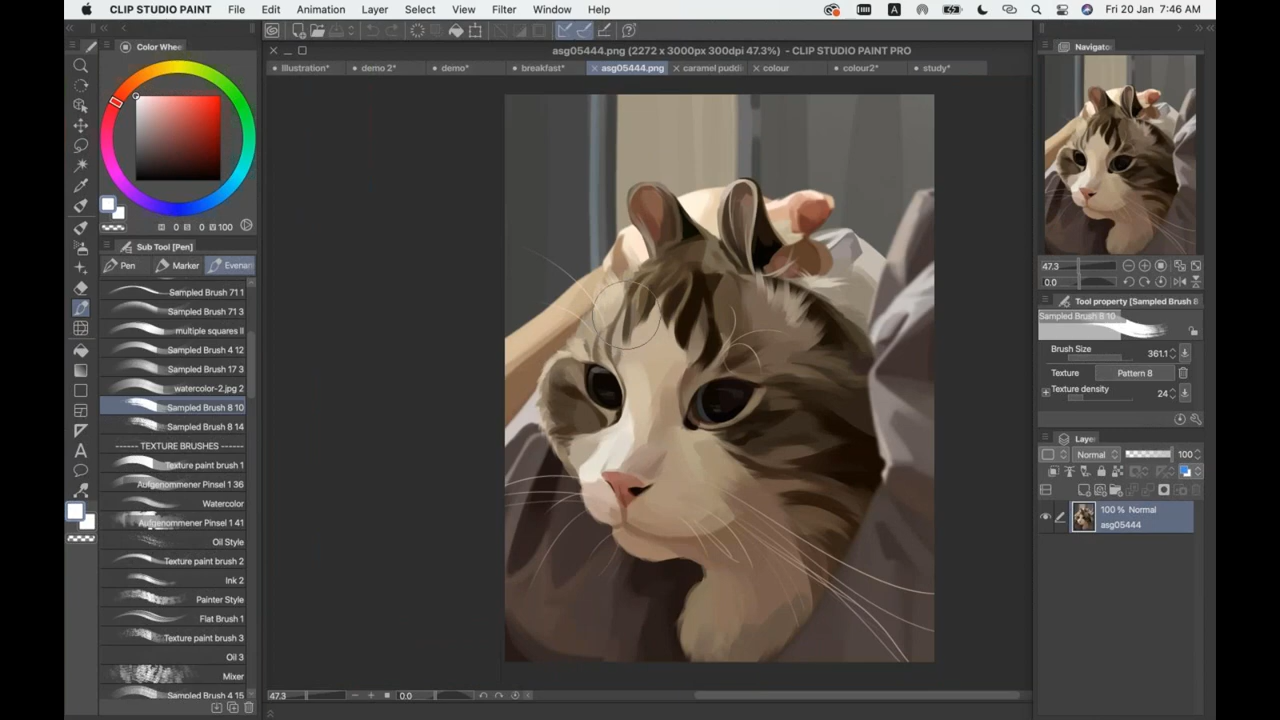 CLIP STUDIO PAINT File Edit Animation Layer Select View Filter Window Help A Fri 20 Jan 7:46 AM
Color Whee
asg05444.png (2272 x 3000px 300dpi 47.3%) - CLIP STUDIO PAINT PRO
Navigator
Illustration* demo 2* demo* breakfast* asg05444.png caramel puddi colour colour2* study*
0 0 100
Sub Tool [Pen]
Pen Marker Evenan
Sampled Brush 71 1
Sampled Brush 71 3
multiple squares II
Sampled Brush 4 12
Sampled Brush 17 3
watercolor-2.jpg 2
Sampled Brush 8 10
Sampled Brush 8 14
------ TEXTURE BRUSHES ------
Texture paint brush 1
Aufgenommener Pinsel 1 36
Watercolor
Aufgenommener Pinsel 1 41
Oil Style
Texture paint brush 2
Ink 2
Painter Style
Flat Brush 1
Texture paint brush 3
Oil 3
Mixer
Sampled Brush 4 15
47.3 0.0
47.3
0.0
Tool property [Sampled Brush 8
Sampled Brush 8 10
Brush Size 361.1
Texture Pattern 8
Texture density 24
Layer
Normal 100
100 % Normal
asg05444